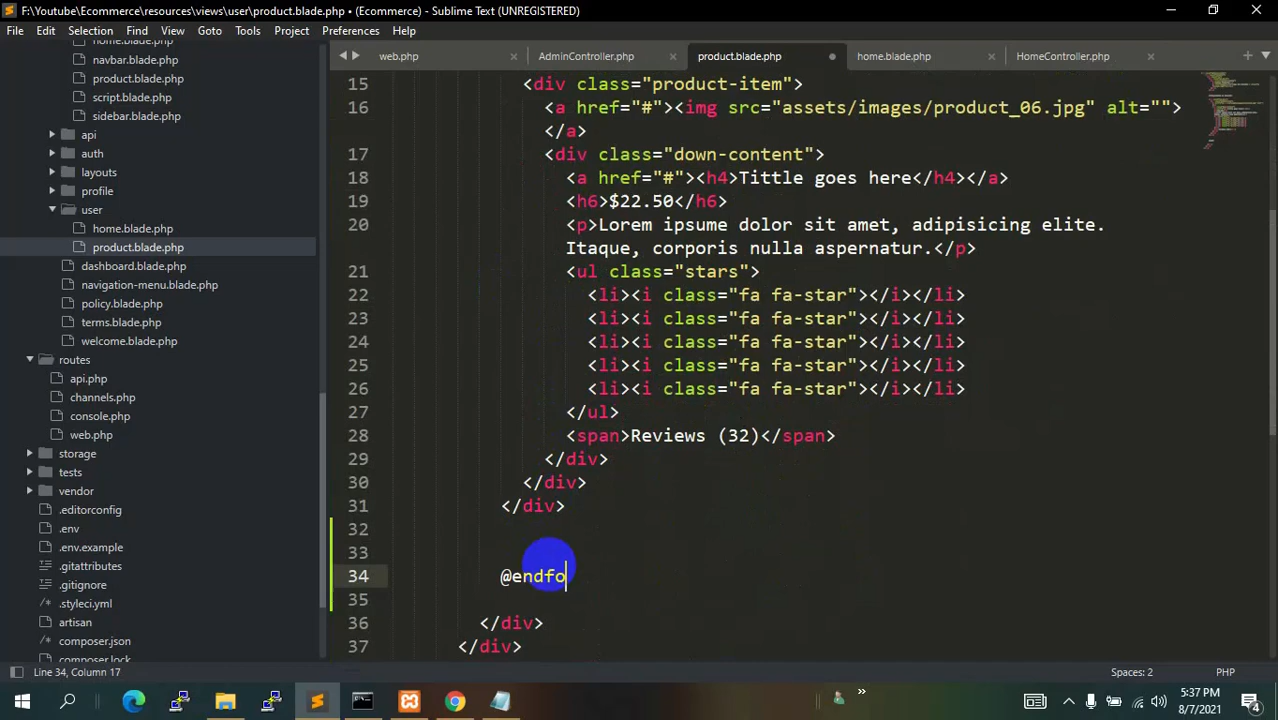 F:\Youtube\Ecommerce\resources\views\user\product.blade.php • (Ecommerce) - Sublime Text (UNREGISTERED)
File Edit Selection Find View Goto Tools Project Preferences Help
home.blade.php
navbar.blade.php
product.blade.php
script.blade.php
sidebar.blade.php
api
auth
layouts
profile
user
home.blade.php
product.blade.php
dashboard.blade.php
navigation-menu.blade.php
policy.blade.php
terms.blade.php
welcome.blade.php
routes
api.php
channels.php
console.php
web.php
storage
tests
vendor
.editorconfig
.env
.env.example
.gitattributes
.gitignore
.styleci.yml
artisan
composer.json
composer.lock
web.php AdminController.php product.blade.php home.blade.php HomeController.php
15 <div class="product-item">
16 <a href="#"><img src="assets/images/product_06.jpg" alt="">
</a>
17 <div class="down-content">
18 <a href="#"><h4>Tittle goes here</h4></a>
19 <h6>$22.50</h6>
20 <p>Lorem ipsume dolor sit amet, adipisicing elite.
Itaque, corporis nulla aspernatur.</p>
21 <ul class="stars">
22 <li><i class="fa fa-star"></i></li>
23 <li><i class="fa fa-star"></i></li>
24 <li><i class="fa fa-star"></i></li>
25 <li><i class="fa fa-star"></i></li>
26 <li><i class="fa fa-star"></i></li>
27 </ul>
28 <span>Reviews (32)</span>
29 </div>
30 </div>
31 </div>
32
33
34 @endfo
35
36 </div>
37 </div>
Line 34, Column 17 Spaces: 2 PHP
5:37 PM
8/7/2021
4